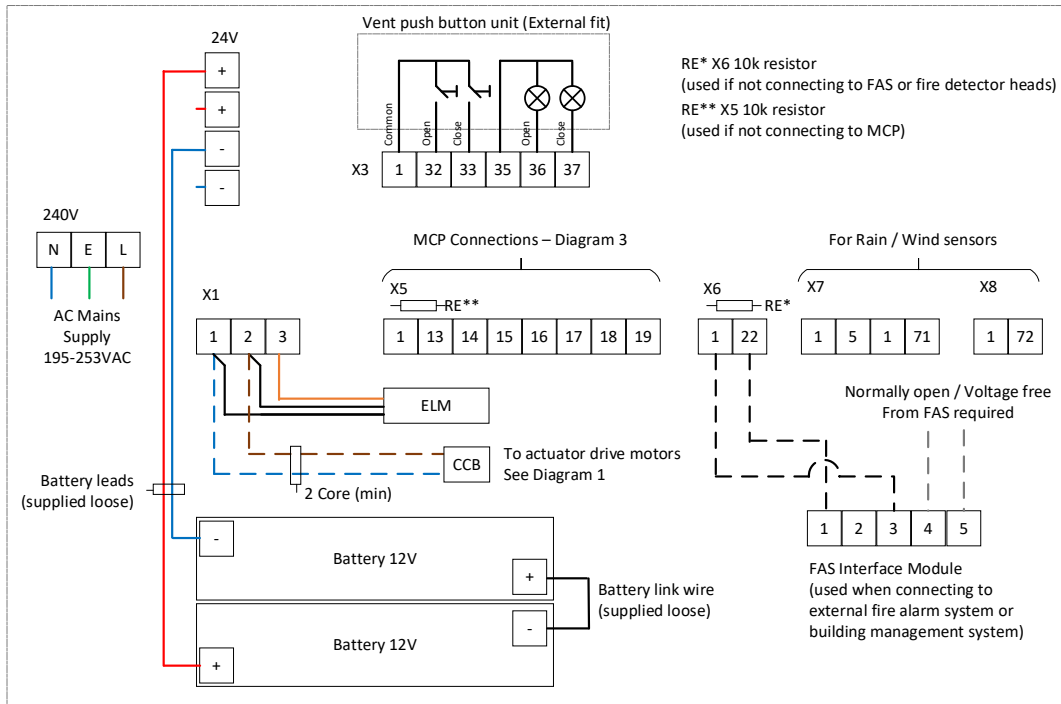 Vent push button unit (External fit)
24V
+
+
-
-
RE* X6 10k resistor
(used if not connecting to FAS or fire detector heads)
RE** X5 10k resistor
(used if not connecting to MCP)
Common
Open
Close
Open
Close
X3 1 32 33 35 36 37
240V
N E L
AC Mains
Supply
195-253VAC
MCP Connections – Diagram 3
For Rain / Wind sensors
X1
1 2 3
X5
RE**
1 13 14 15 16 17 18 19
X6
RE*
1 22
X7
1 5 1 71
X8
1 72
ELM
CCB
To actuator drive motors
See Diagram 1
2 Core (min)
Normally open / Voltage free
From FAS required
1 2 3 4 5
FAS Interface Module
(used when connecting to
external fire alarm system or
building management system)
Battery leads
(supplied loose)
-
Battery 12V
+
Battery link wire
(supplied loose)
-
Battery 12V
+